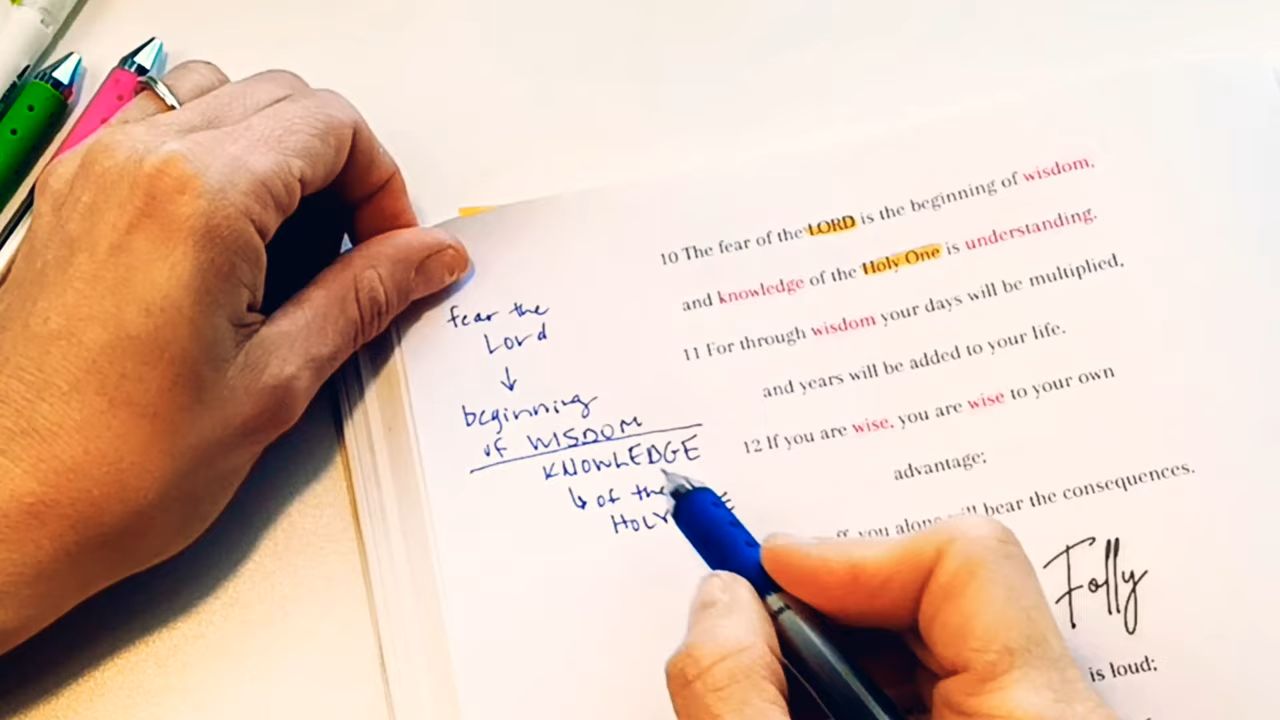 10 The fear of the LORD is the beginning of wisdom,
and knowledge of the Holy One is understanding.
11 For through wisdom your days will be multiplied,
and years will be added to your life.
12 If you are wise, you are wise to your own
advantage;
you alone will bear the consequences.
Folly
is loud;
fear the
Lord
↓
beginning
of WISDOM
KNOWLEDGE
↳ of the
HOLY